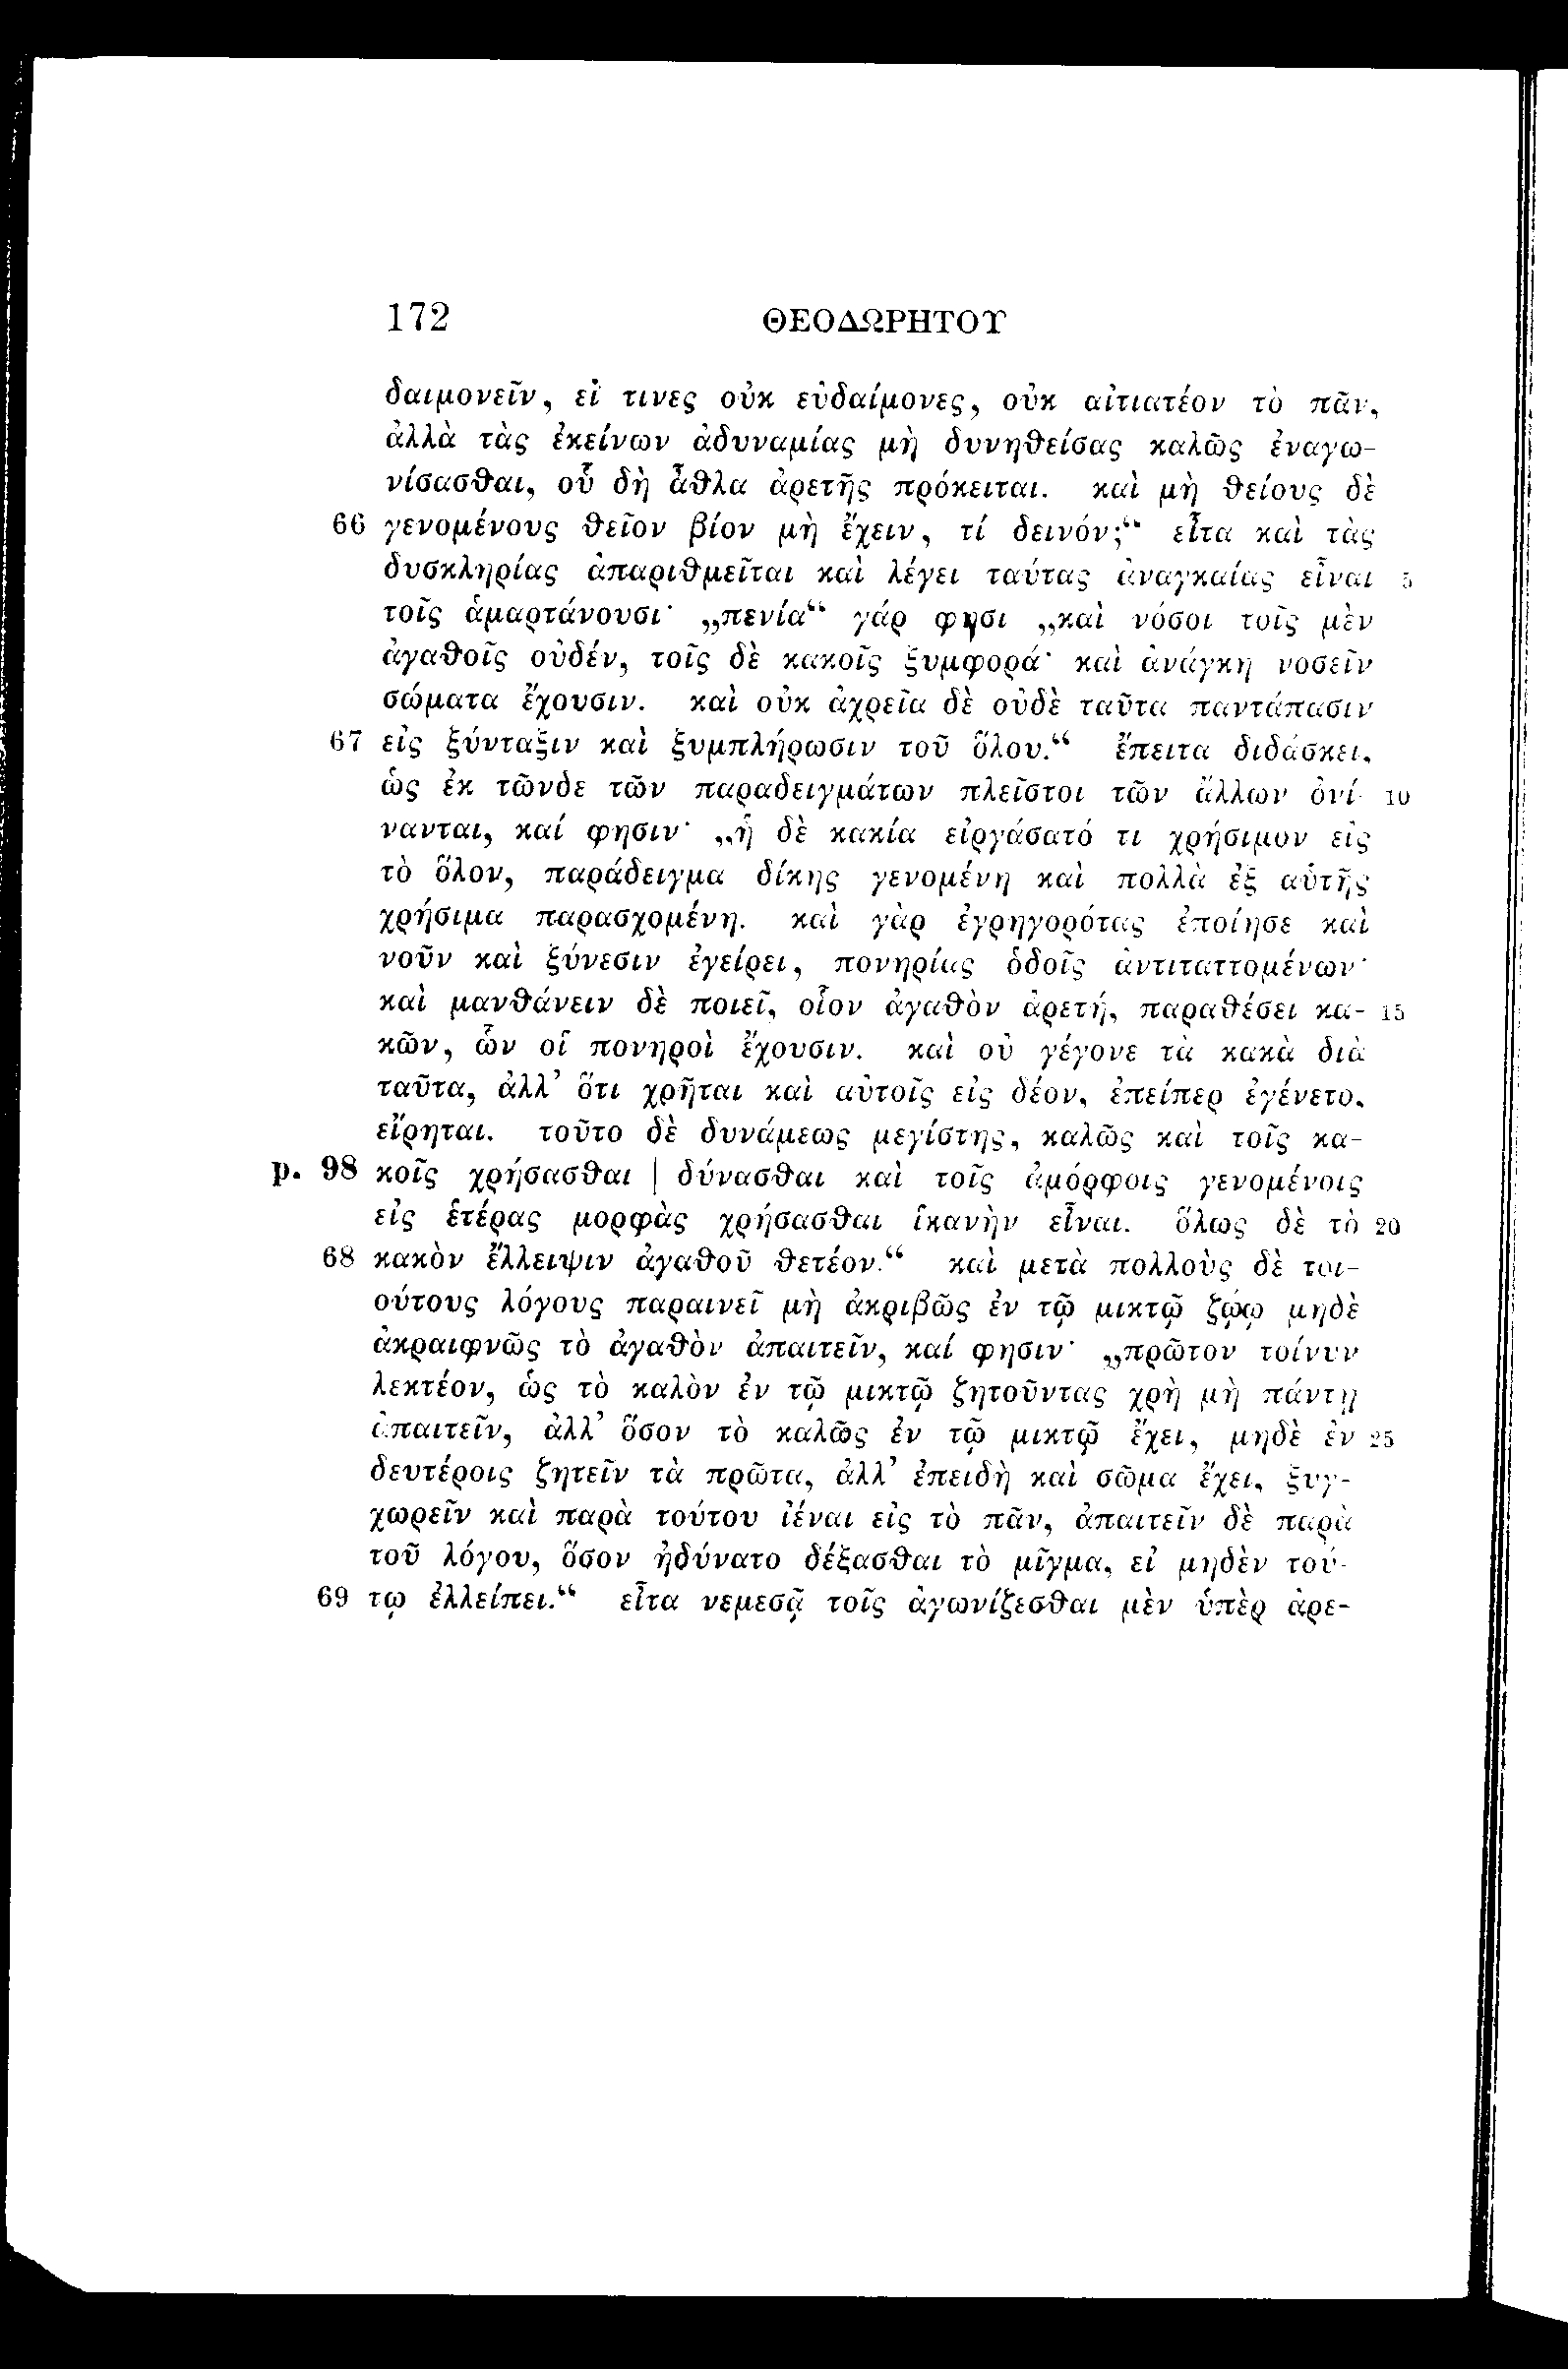 172 ΘΕΟΔΩΡΗΤΟΥ
δαιμονεῖν, εἴ τινες οὐκ εὐδαίμονες, οὐκ αἰτιατέον τὸ πᾶν,
ἀλλὰ τὰς ἐκείνων ἀδυναμίας μὴ δυνηθείσας καλῶς ἐναγω-
νίσασθαι, οὗ δὴ ἆθλα ἀρετῆς πρόκειται. καὶ μὴ θείους δὲ
66 γενομένους θεῖον βίον μὴ ἔχειν, τί δεινόν;“ εἶτα καὶ τὰς
δυσκληρίας ἀπαριθμεῖται καὶ λέγει ταύτας ἀναγκαίας εἶναι 5
τοῖς ἁμαρτάνουσι· „πενία“ γάρ φησι „καὶ νόσοι τοῖς μὲν
ἀγαθοῖς οὐδέν, τοῖς δὲ κακοῖς ξυμφορά· καὶ ἀνάγκη νοσεῖν
σώματα ἔχουσιν. καὶ οὐκ ἀχρεῖα δὲ οὐδὲ ταῦτα παντάπασιν
67 εἰς ξύνταξιν καὶ ξυμπλήρωσιν τοῦ ὅλου.“ ἔπειτα διδάσκει,
ὡς ἐκ τῶνδε τῶν παραδειγμάτων πλεῖστοι τῶν ἄλλων ὀνί- 10
νανται, καί φησιν· „ἡ δὲ κακία εἰργάσατό τι χρήσιμον εἰς
τὸ ὅλον, παράδειγμα δίκης γενομένη καὶ πολλὰ ἐξ αὑτῆς
χρήσιμα παρασχομένη. καὶ γὰρ ἐγρηγορότας ἐποίησε καὶ
νοῦν καὶ ξύνεσιν ἐγείρει, πονηρίας ὁδοῖς ἀντιταττομένων·
καὶ μανθάνειν δὲ ποιεῖ, οἷον ἀγαθὸν ἀρετή, παραθέσει κα- 15
κῶν, ὧν οἱ πονηροὶ ἔχουσιν. καὶ οὐ γέγονε τὰ κακὰ διὰ
ταῦτα, ἀλλ’ ὅτι χρῆται καὶ αὐτοῖς εἰς δέον, ἐπείπερ ἐγένετο,
εἴρηται. τοῦτο δὲ δυνάμεως μεγίστης, καλῶς καὶ τοῖς κα-
p. 98 κοῖς χρήσασθαι | δύνασθαι καὶ τοῖς ἀμόρφοις γενομένοις
εἰς ἑτέρας μορφὰς χρήσασθαι ἱκανὴν εἶναι. ὅλως δὲ τὸ 20
68 κακὸν ἔλλειψιν ἀγαθοῦ θετέον.“ καὶ μετὰ πολλοὺς δὲ τοι-
ούτους λόγους παραινεῖ μὴ ἀκριβῶς ἐν τῷ μικτῷ ζῴῳ μηδὲ
ἀκραιφνῶς τὸ ἀγαθὸν ἀπαιτεῖν, καί φησιν· „πρῶτον τοίνυν
λεκτέον, ὡς τὸ καλὸν ἐν τῷ μικτῷ ζητοῦντας χρὴ μὴ πάντῃ
ἀπαιτεῖν, ἀλλ’ ὅσον τὸ καλῶς ἐν τῷ μικτῷ ἔχει, μηδὲ ἐν 25
δευτέροις ζητεῖν τὰ πρῶτα, ἀλλ’ ἐπειδὴ καὶ σῶμα ἔχει, ξυγ-
χωρεῖν καὶ παρὰ τούτου ἰέναι εἰς τὸ πᾶν, ἀπαιτεῖν δὲ παρὰ
τοῦ λόγου, ὅσον ἠδύνατο δέξασθαι τὸ μῖγμα, εἰ μηδὲν τού-
69 τῳ ἐλλείπει.“ εἶτα νεμεσᾷ τοῖς ἀγωνίζεσθαι μὲν ὑπὲρ ἀρε-